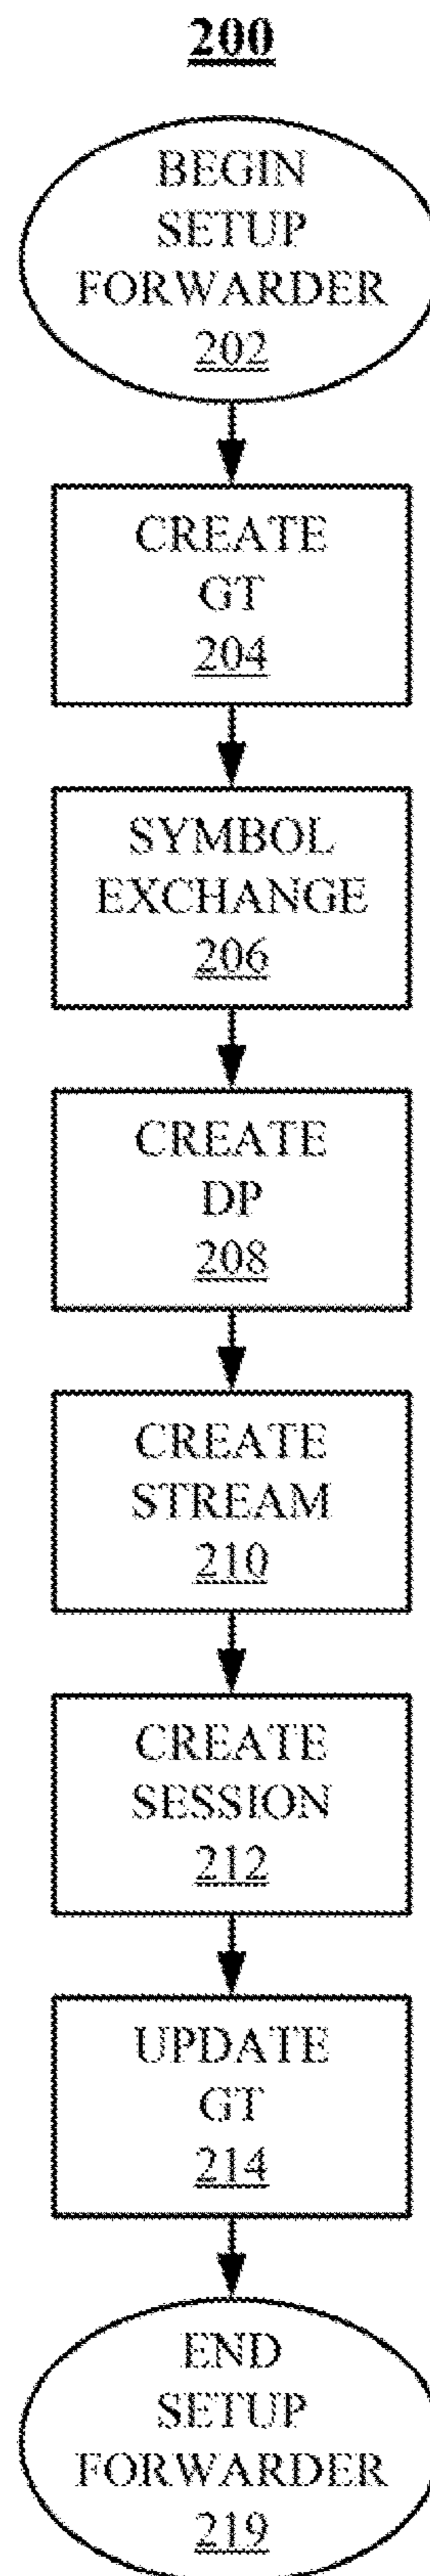 200
BEGIN
SETUP
FORWARDER
202
CREATE
GT
204
SYMBOL
EXCHANGE
206
CREATE
DP
208
CREATE
STREAM
210
CREATE
SESSION
212
UPDATE
GT
214
END
SETUP
FORWARDER
219